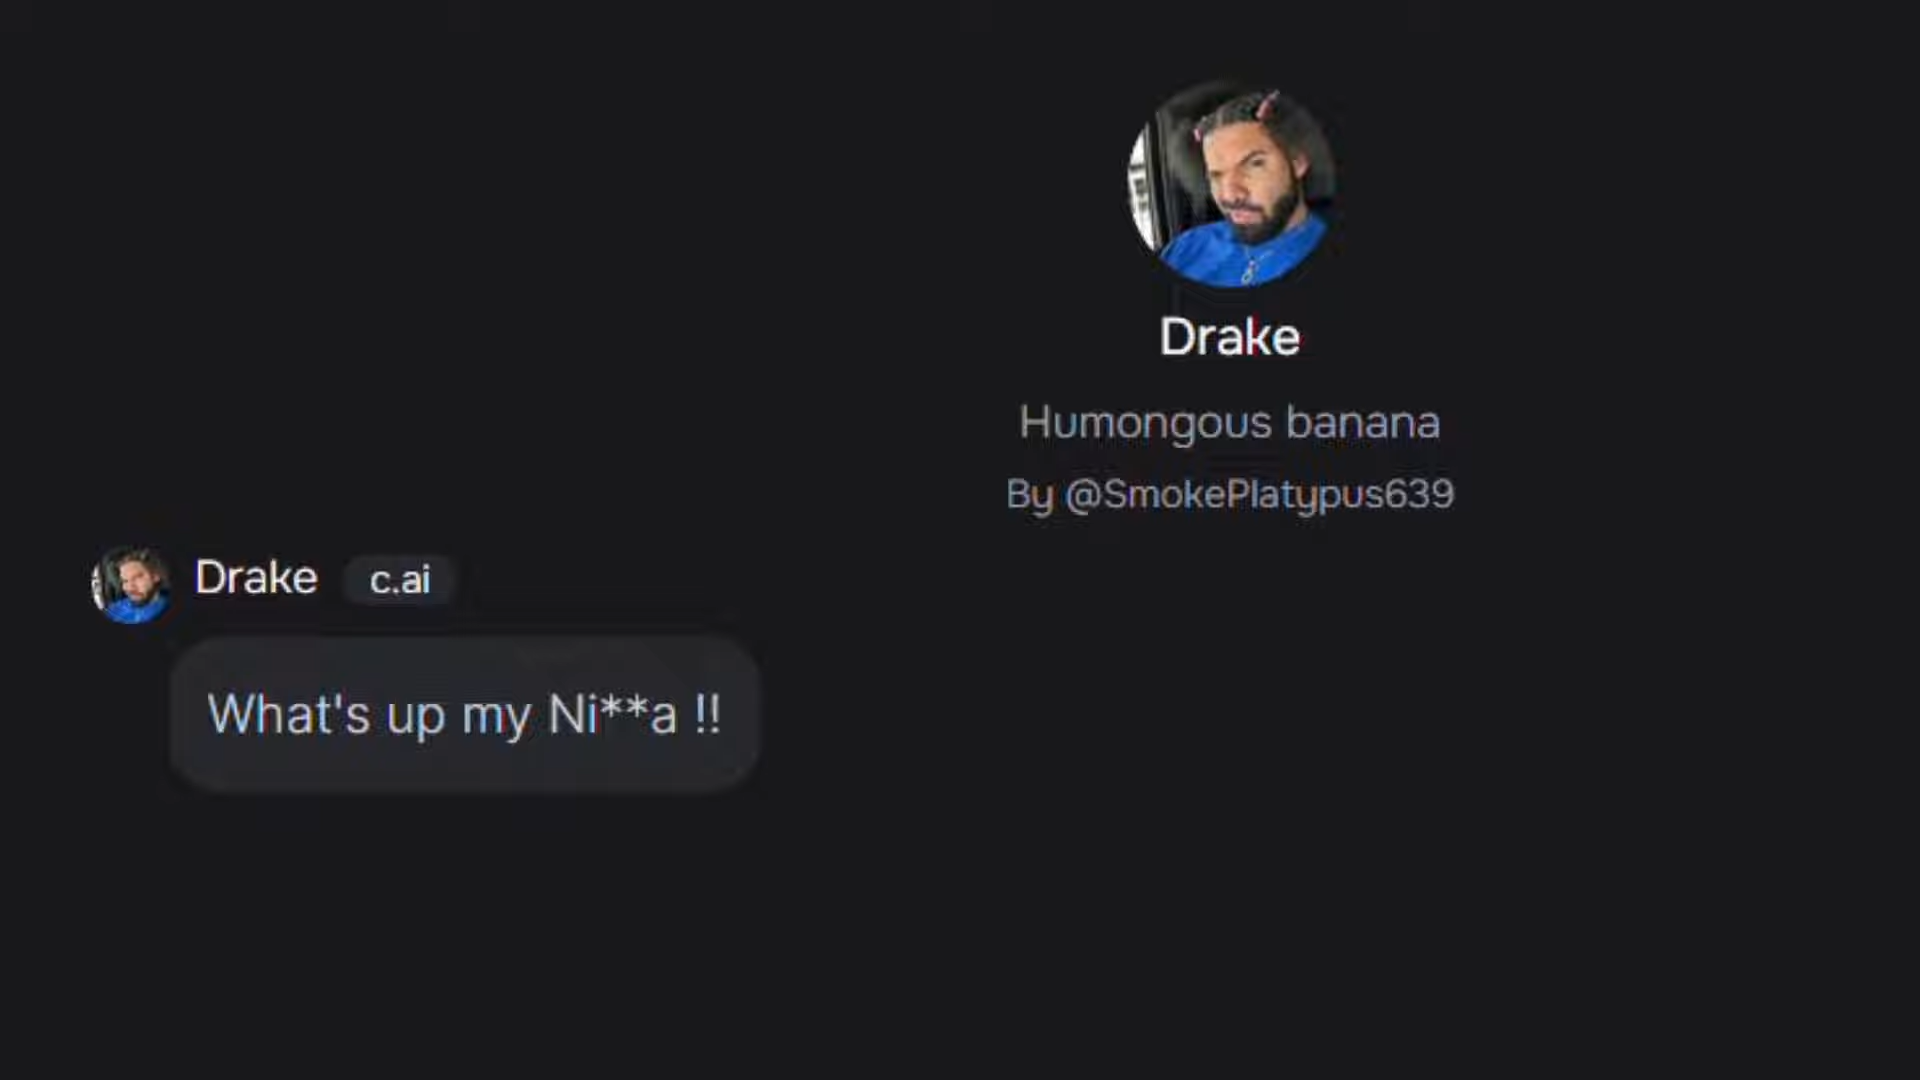 Drake
Humongous banana
By @SmokePlatypus639
Drake c.ai
What's up my Ni**a !!